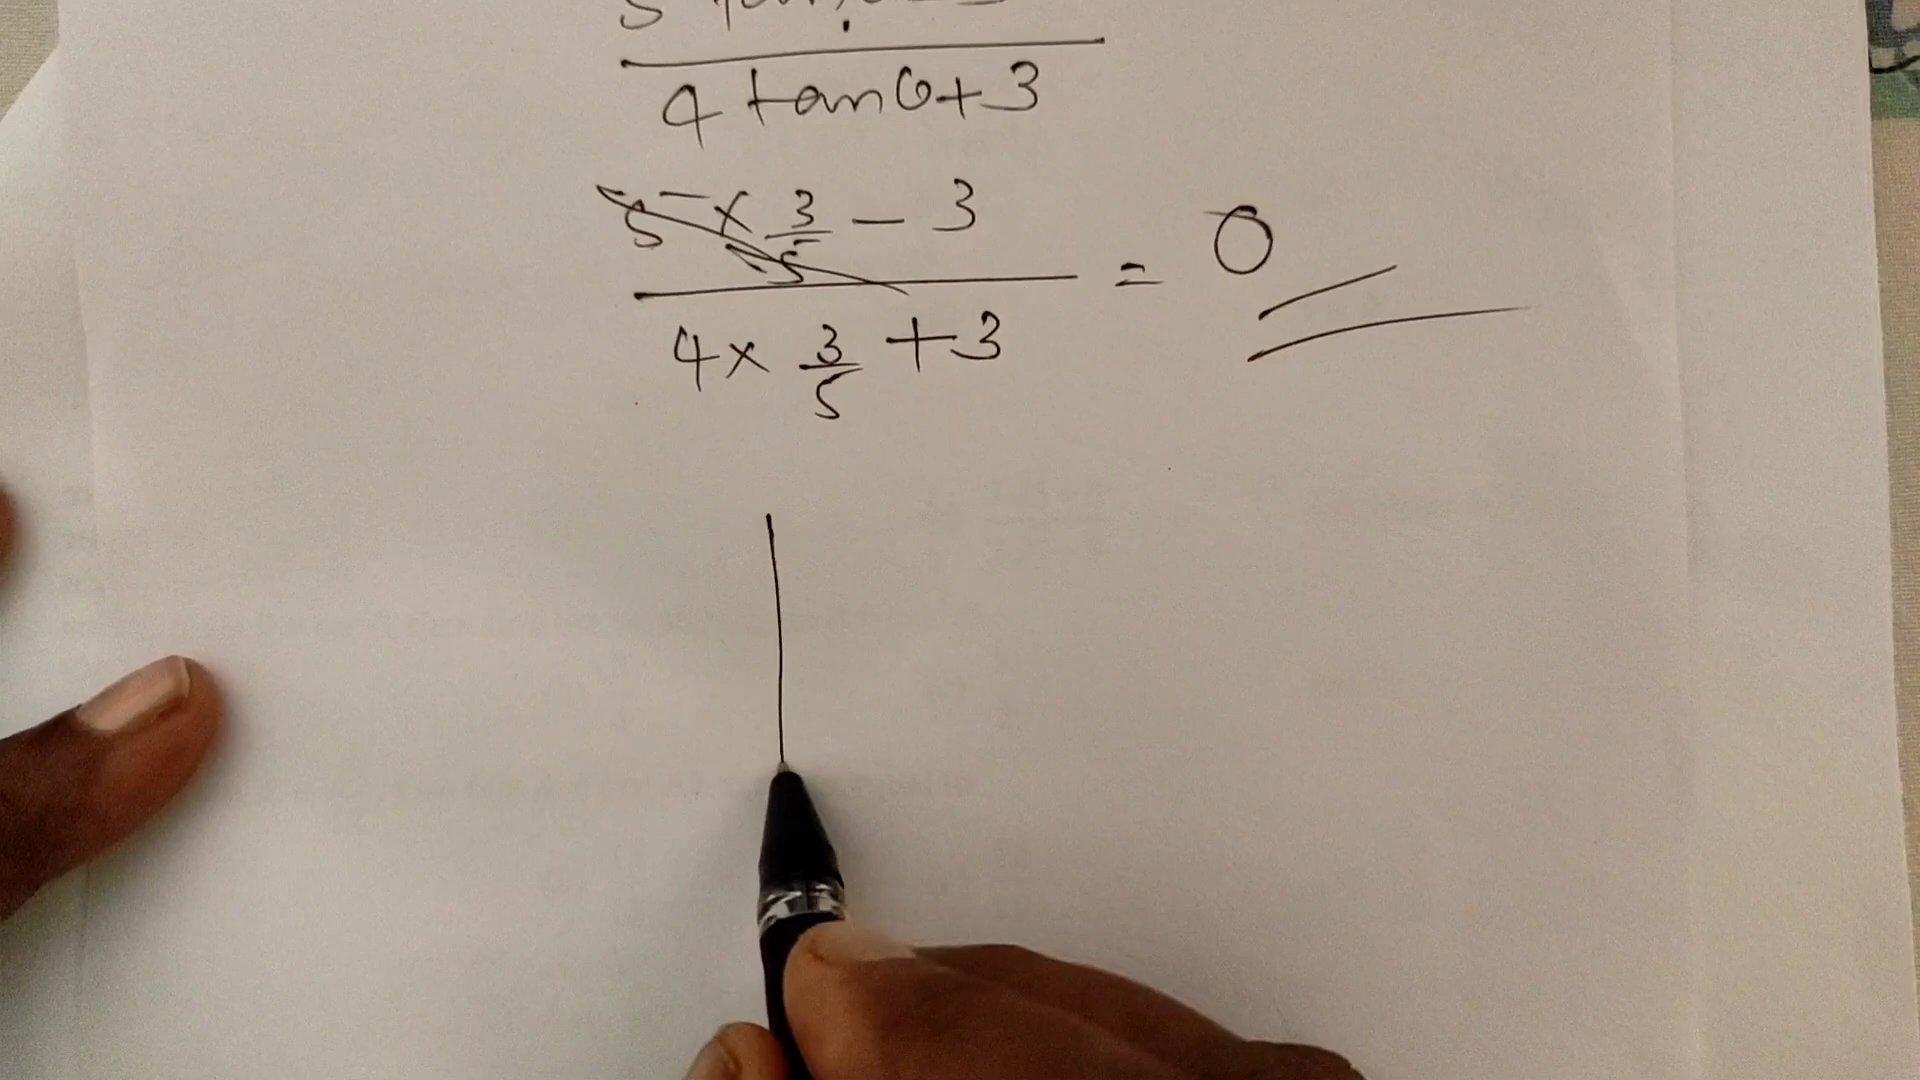 4 tanθ + 3
5 × 3/5 − 3
= 0
4 × 3/5 + 3